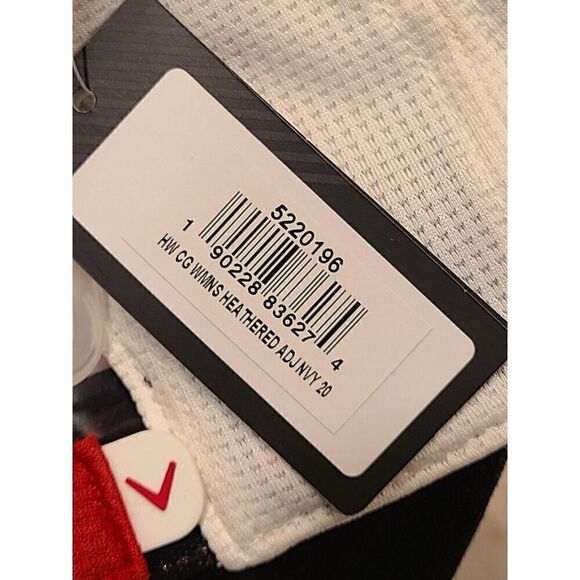 5220196
1 90228 83627 4
HW CG WMNS HEATHERED ADJ NVY 20